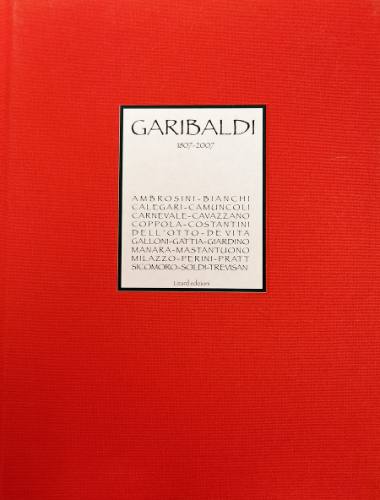 GARIBALDI
1807-2007
AMBROSINI-BIANCHI
CALEGARI-CAMUNCOLI
CARNEVALE-CAVAZZANO
COPPOLA-COSTANTINI
DELL'OTTO-DE VITA
GALLONI-GATTIA-GIARDINO
MANARA-MASTANTUONO
MILAZZO-PERINI-PRATT
SICOMORO-SOLDI-TREVISAN
Lizard edizioni